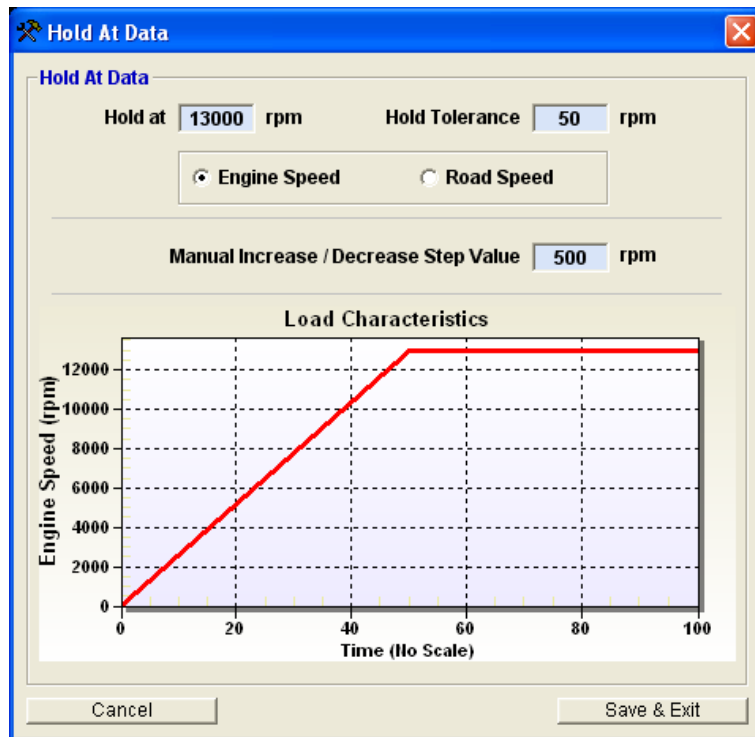 Hold At Data
Hold At Data
Hold at 13000 rpm Hold Tolerance 50 rpm
Engine Speed Road Speed
Manual Increase / Decrease Step Value 500 rpm
Load Characteristics
Engine Speed (rpm)
12000
10000
8000
6000
4000
2000
0
0 20 40 60 80 100
Time (No Scale)
Cancel Save & Exit